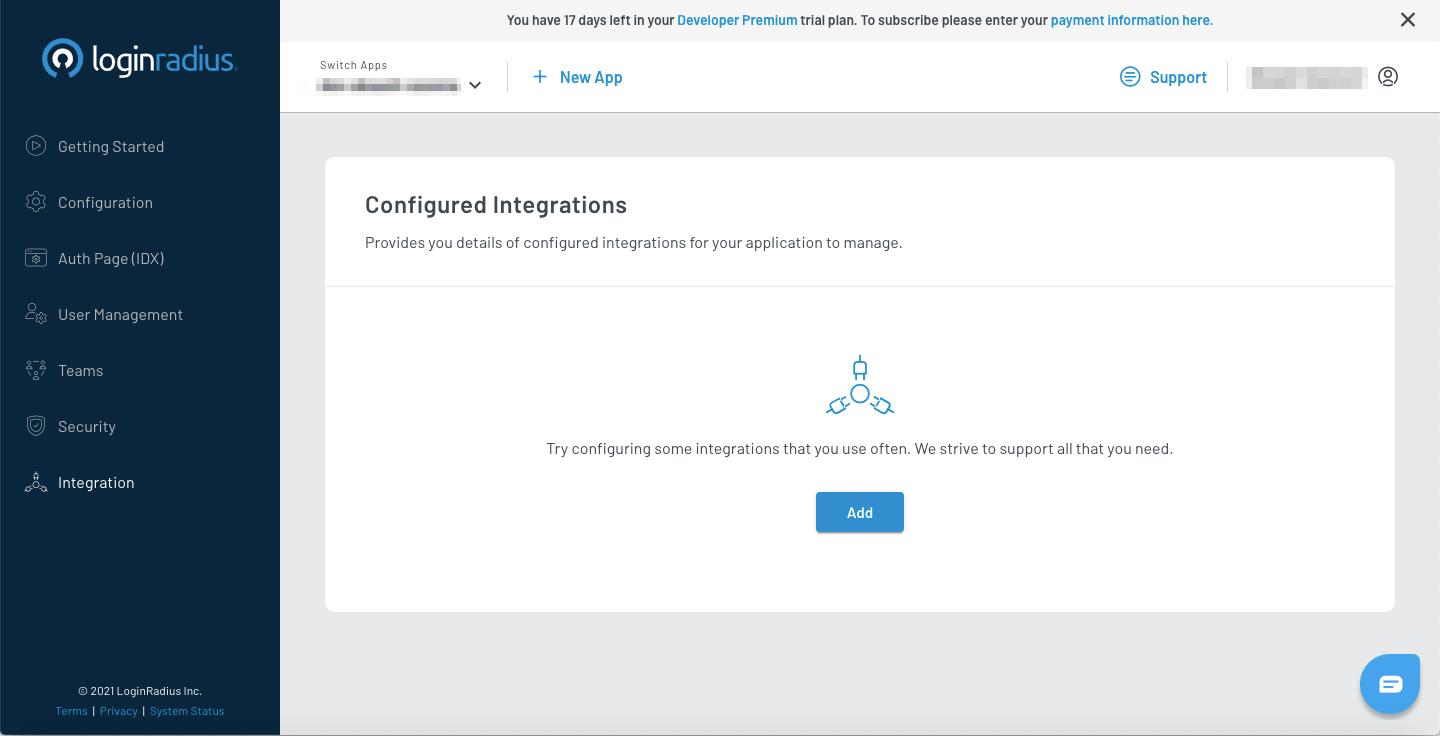 You have 17 days left in your Developer Premium trial plan. To subscribe please enter your payment information here.
loginradius
Switch Apps
New App
Support
Getting Started
Configuration
Auth Page (IDX)
User Management
Teams
Security
Integration
Configured Integrations
Provides you details of configured integrations for your application to manage.
Try configuring some integrations that you use often. We strive to support all that you need.
Add
© 2021 LoginRadius Inc.
Terms | Privacy | System Status